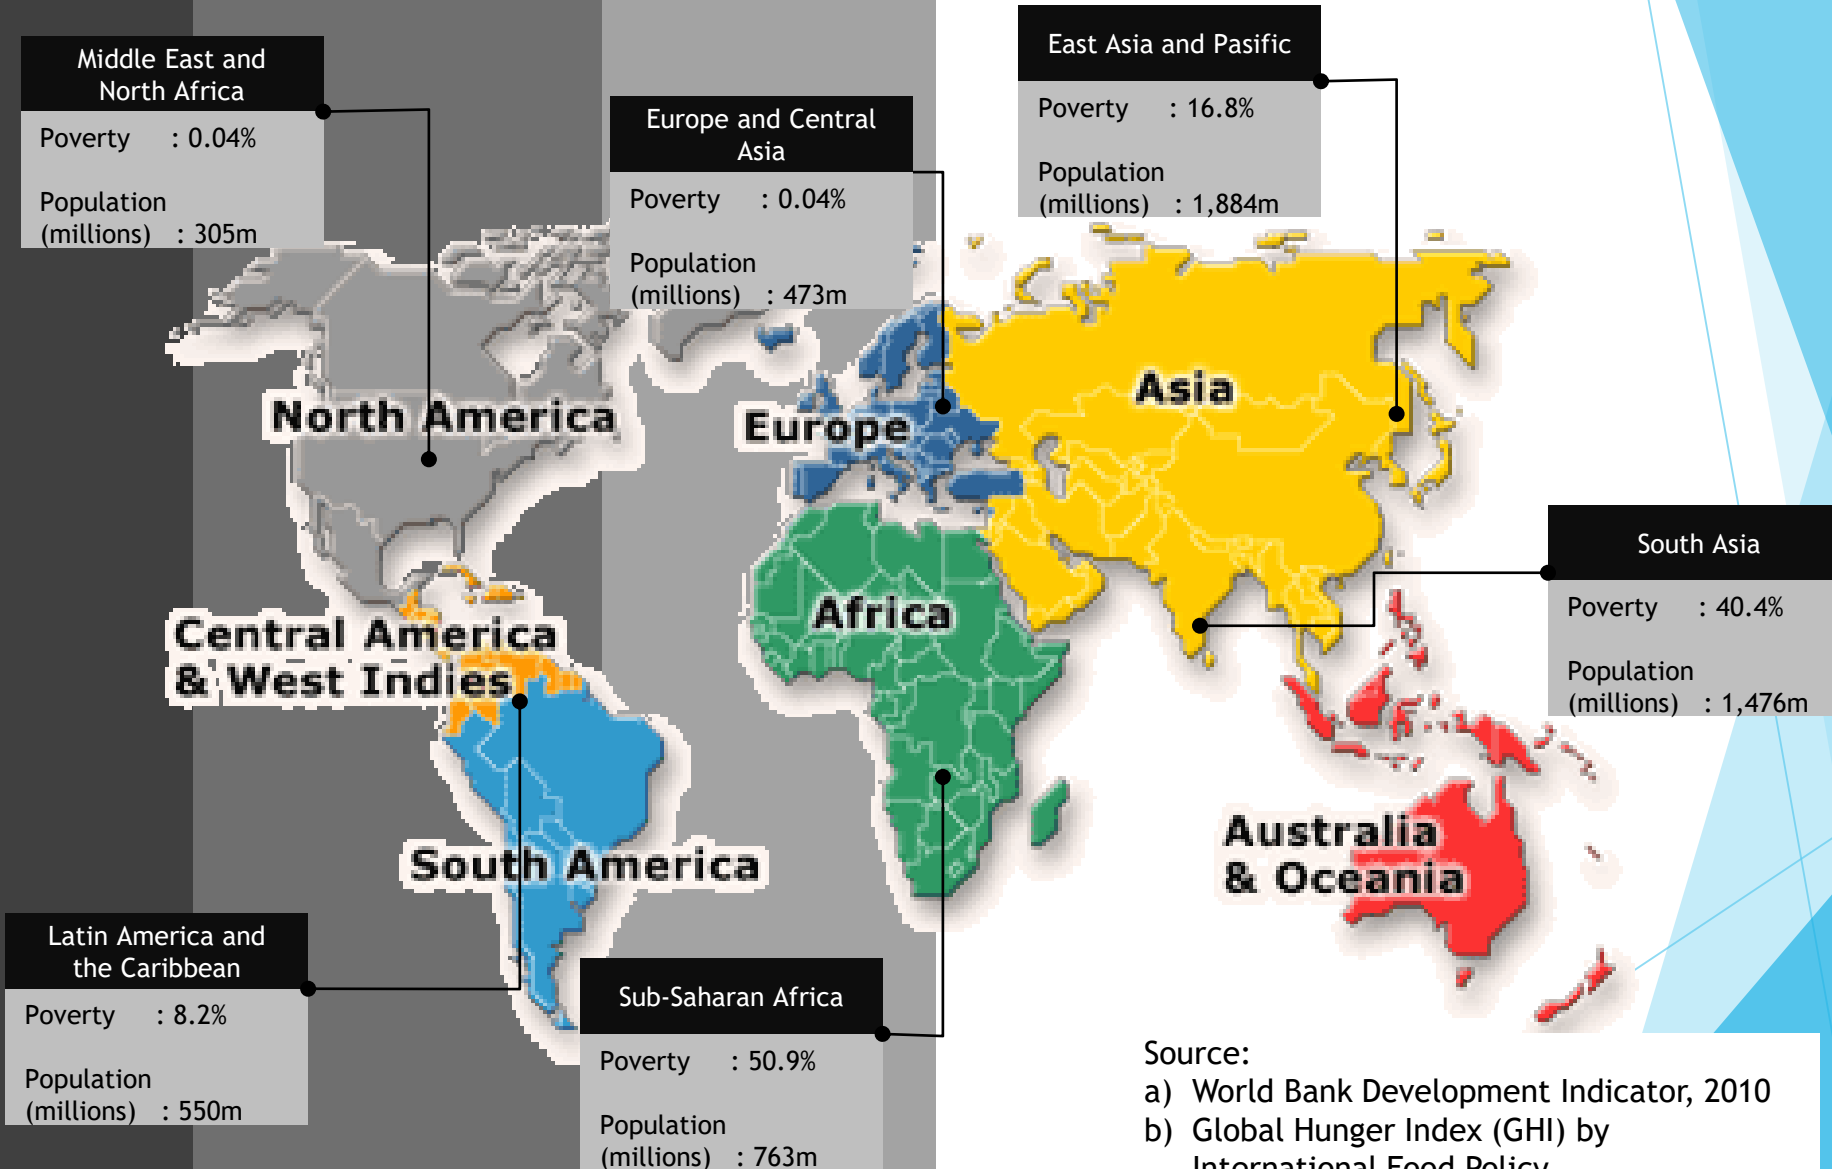 Middle East and
North Africa
Poverty : 0.04%
Population
(millions) : 305m
Europe and Central
Asia
Poverty : 0.04%
Population
(millions) : 473m
East Asia and Pasific
Poverty : 16.8%
Population
(millions) : 1,884m
North America
Europe
Asia
South Asia
Poverty : 40.4%
Population
(millions) : 1,476m
Central America
& West Indies
Africa
South America
Australia
& Oceania
Latin America and
the Caribbean
Poverty : 8.2%
Population
(millions) : 550m
Sub-Saharan Africa
Poverty : 50.9%
Population
(millions) : 763m
Source:
a) World Bank Development Indicator, 2010
b) Global Hunger Index (GHI) by
International Food Policy